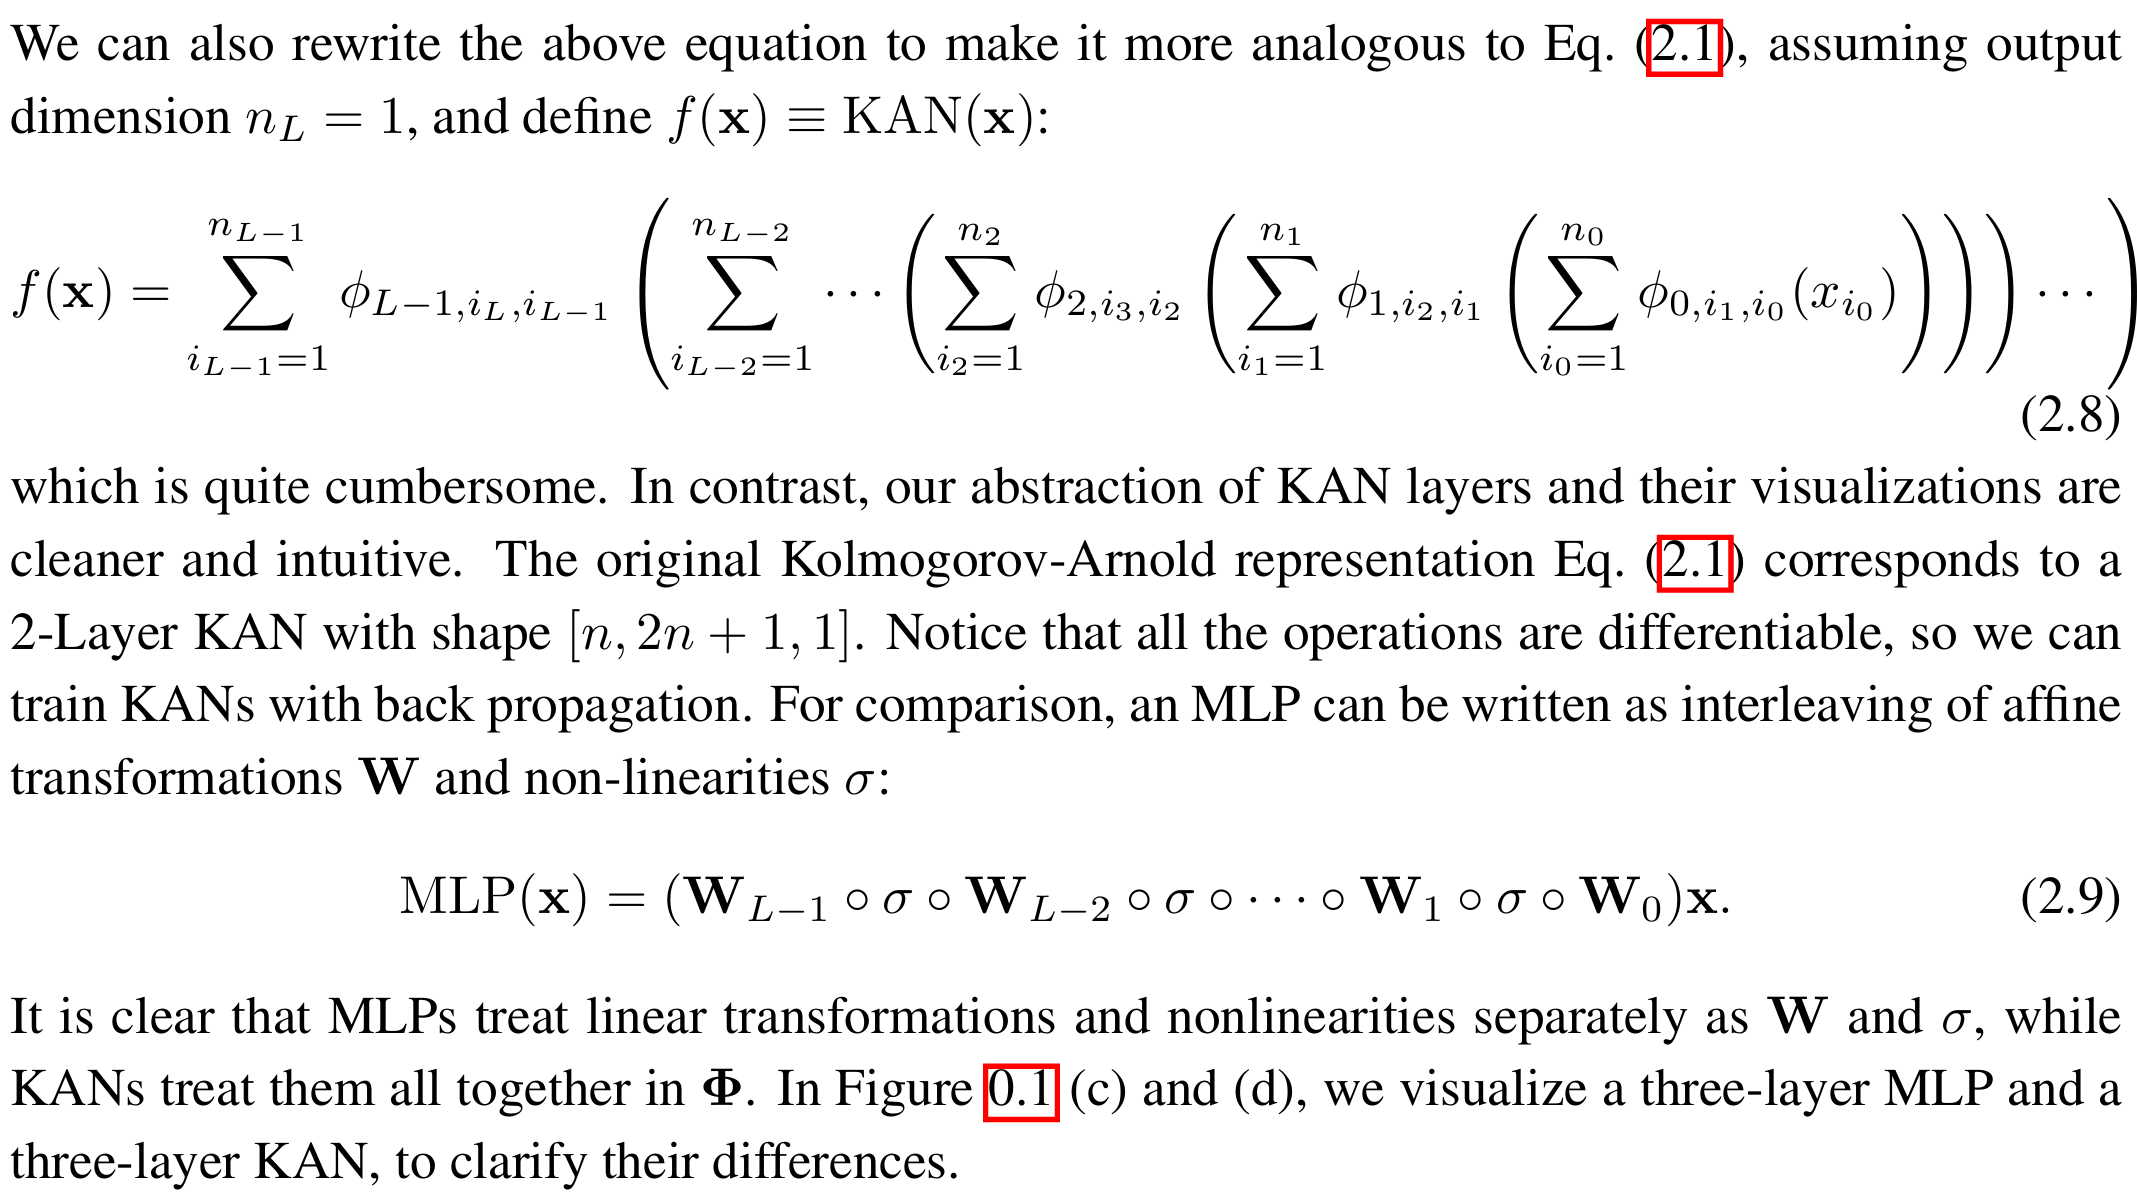 We can also rewrite the above equation to make it more analogous to Eq. (2.1), assuming output
dimension $n_L = 1$, and define $f(\mathbf{x}) \equiv \mathrm{KAN}(\mathbf{x})$:
$f(\mathbf{x}) = \sum_{i_{L-1}=1}^{n_{L-1}} \phi_{L-1,i_L,i_{L-1}} \left( \sum_{i_{L-2}=1}^{n_{L-2}} \cdots \left( \sum_{i_2=1}^{n_2} \phi_{2,i_3,i_2} \left( \sum_{i_1=1}^{n_1} \phi_{1,i_2,i_1} \left( \sum_{i_0=1}^{n_0} \phi_{0,i_1,i_0}(x_{i_0}) \right) \right) \right) \cdots \right)$
(2.8)
which is quite cumbersome. In contrast, our abstraction of KAN layers and their visualizations are
cleaner and intuitive. The original Kolmogorov-Arnold representation Eq. (2.1) corresponds to a
2-Layer KAN with shape $[n, 2n + 1, 1]$. Notice that all the operations are differentiable, so we can
train KANs with back propagation. For comparison, an MLP can be written as interleaving of affine
transformations $\mathbf{W}$ and non-linearities $\sigma$:
$\mathrm{MLP}(\mathbf{x}) = (\mathbf{W}_{L-1} \circ \sigma \circ \mathbf{W}_{L-2} \circ \sigma \circ \cdots \circ \mathbf{W}_1 \circ \sigma \circ \mathbf{W}_0)\mathbf{x}.$ (2.9)
It is clear that MLPs treat linear transformations and nonlinearities separately as $\mathbf{W}$ and $\sigma$, while
KANs treat them all together in $\mathbf{\Phi}$. In Figure 0.1 (c) and (d), we visualize a three-layer MLP and a
three-layer KAN, to clarify their differences.